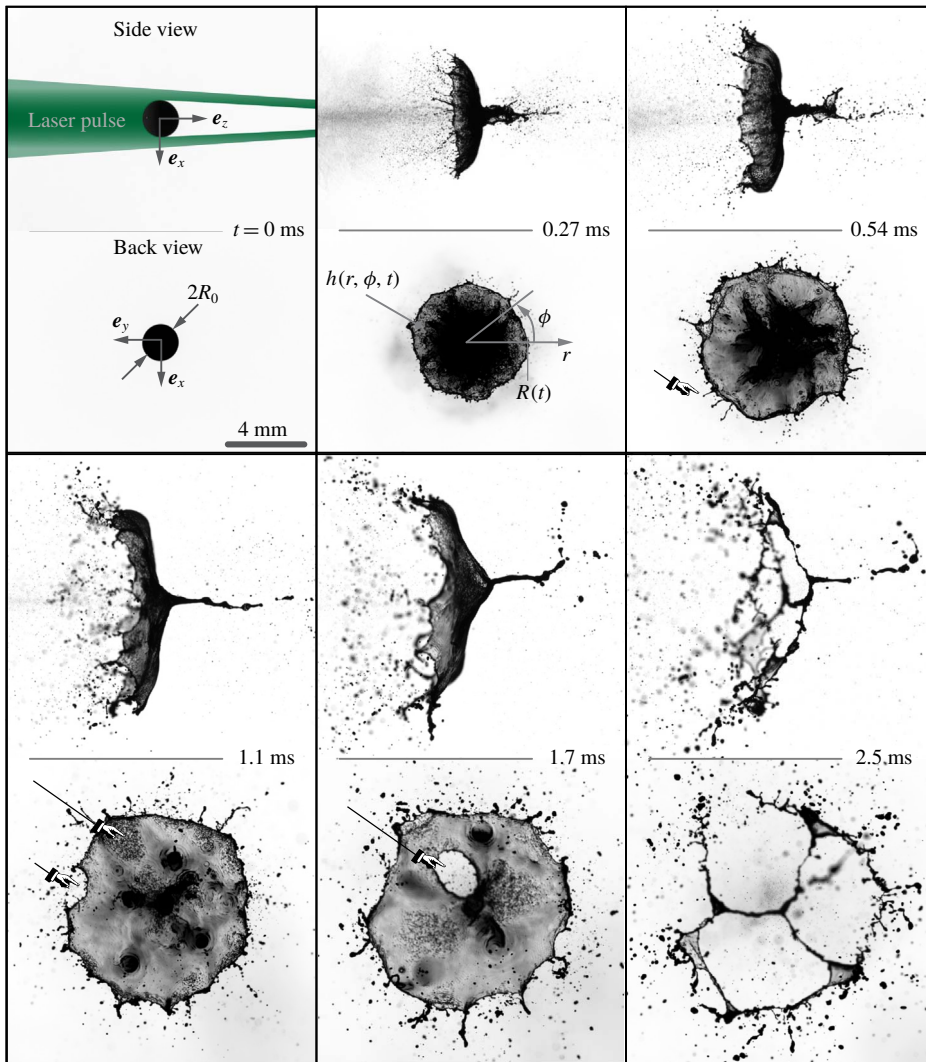 Side view
Laser pulse
e_z
e_x
t = 0 ms
0.27 ms
0.54 ms
Back view
2R_0
e_y
e_x
4 mm
h(r, ϕ, t)
ϕ
r
R(t)
1.1 ms
1.7 ms
2.5 ms